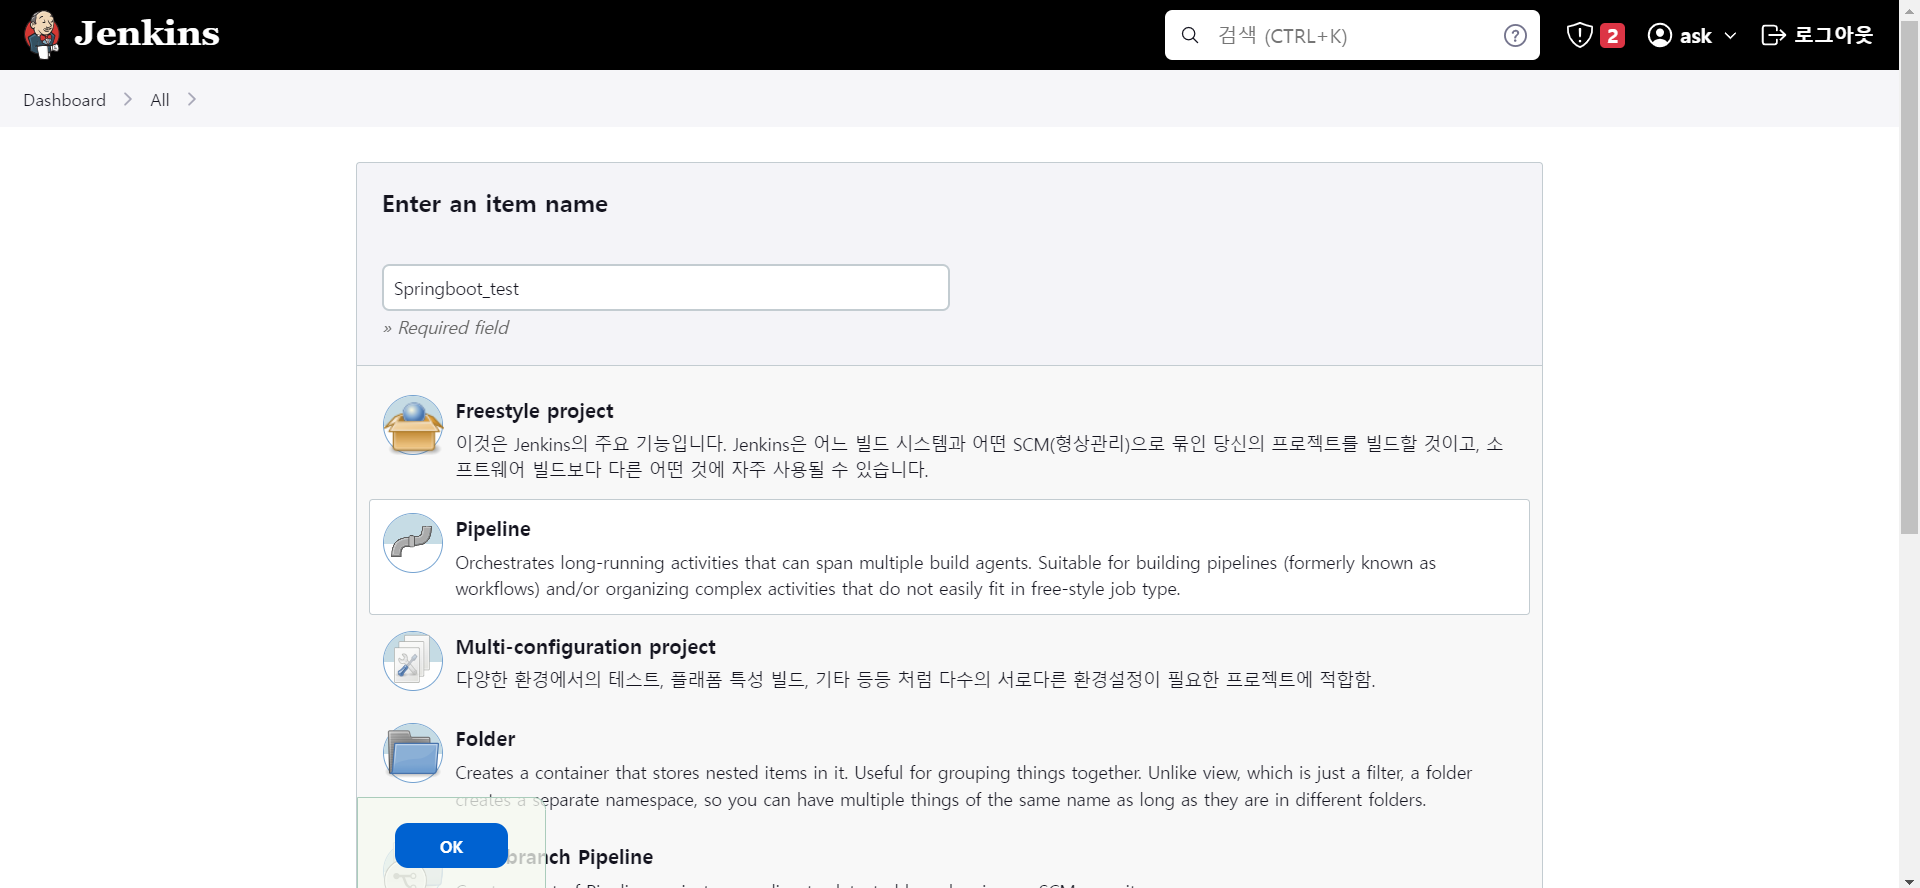 Jenkins
검색 (CTRL+K)
2
ask
로그아웃
Dashboard
All
Enter an item name
Springboot_test
» Required field
Freestyle project
이것은 Jenkins의 주요 기능입니다. Jenkins은 어느 빌드 시스템과 어떤 SCM(형상관리)으로 묶인 당신의 프로젝트를 빌드할 것이고, 소
프트웨어 빌드보다 다른 어떤 것에 자주 사용될 수 있습니다.
Pipeline
Orchestrates long-running activities that can span multiple build agents. Suitable for building pipelines (formerly known as
workflows) and/or organizing complex activities that do not easily fit in free-style job type.
Multi-configuration project
다양한 환경에서의 테스트, 플래폼 특성 빌드, 기타 등등 처럼 다수의 서로다른 환경설정이 필요한 프로젝트에 적합함.
Folder
Creates a container that stores nested items in it. Useful for grouping things together. Unlike view, which is just a filter, a folder
creates a separate namespace, so you can have multiple things of the same name as long as they are in different folders.
OK
branch Pipeline